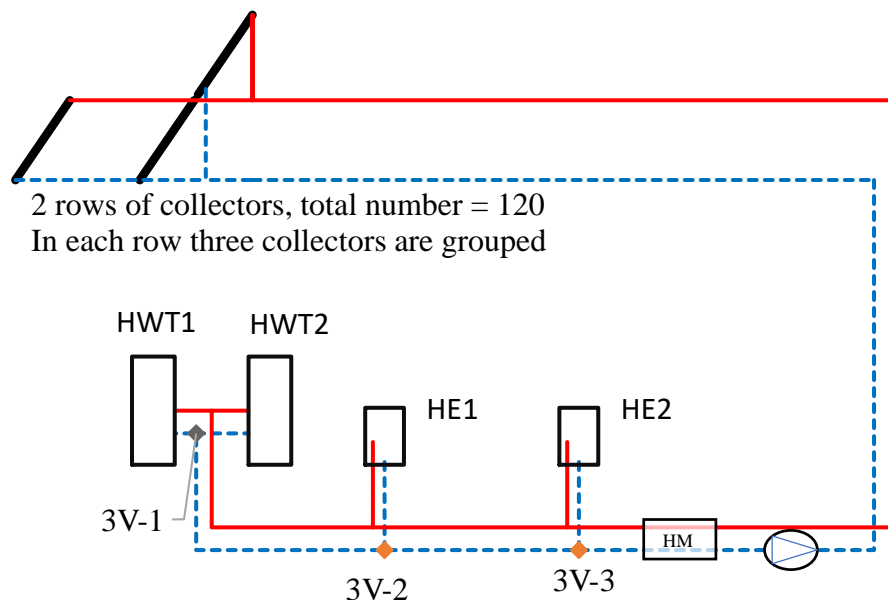 2 rows of collectors, total number = 120
In each row three collectors are grouped
HWT1
HWT2
HE1
HE2
3V-1
HM
3V-2
3V-3